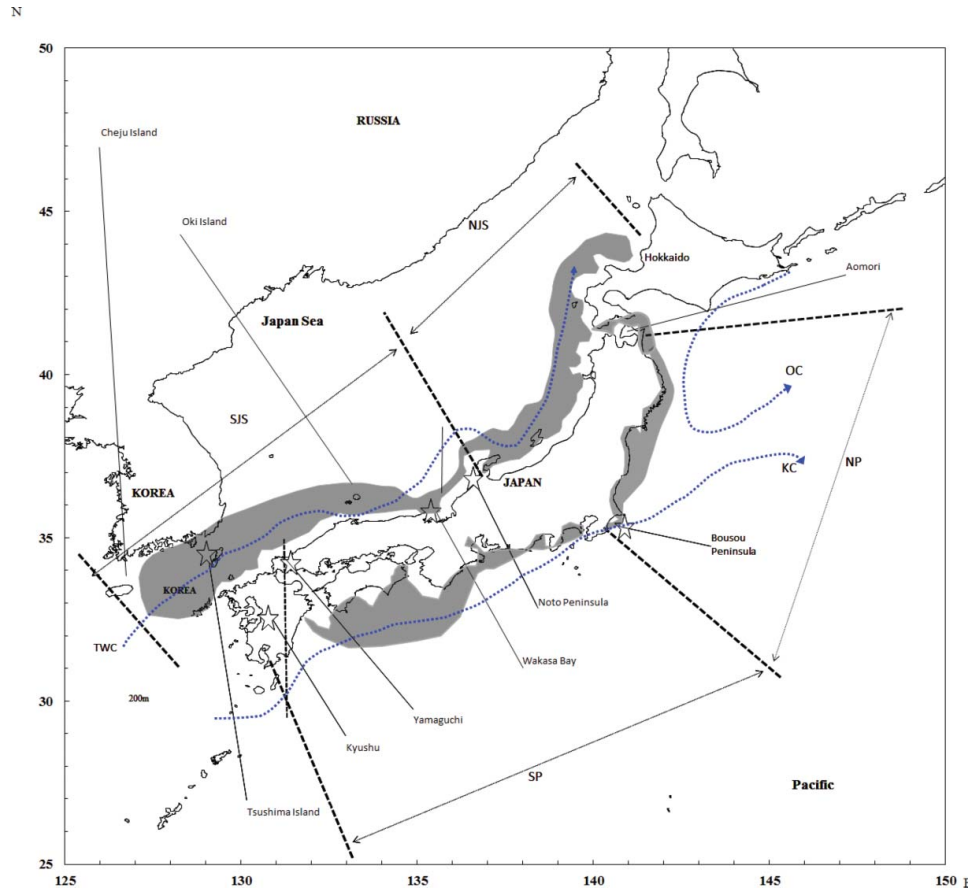 N
50
Cheju Island
RUSSIA
Oki Island
45
NJS
Hokkaido
Aomori
Japan Sea
40
OC
SJS
KC
NP
KOREA
JAPAN
35
Bousou
Peninsula
KOREA
Noto Peninsula
TWC
Wakasa Bay
200m
30
Yamaguchi
Kyushu
SP
Pacific
Tsushima Island
25
125
130
135
140
145
150
E